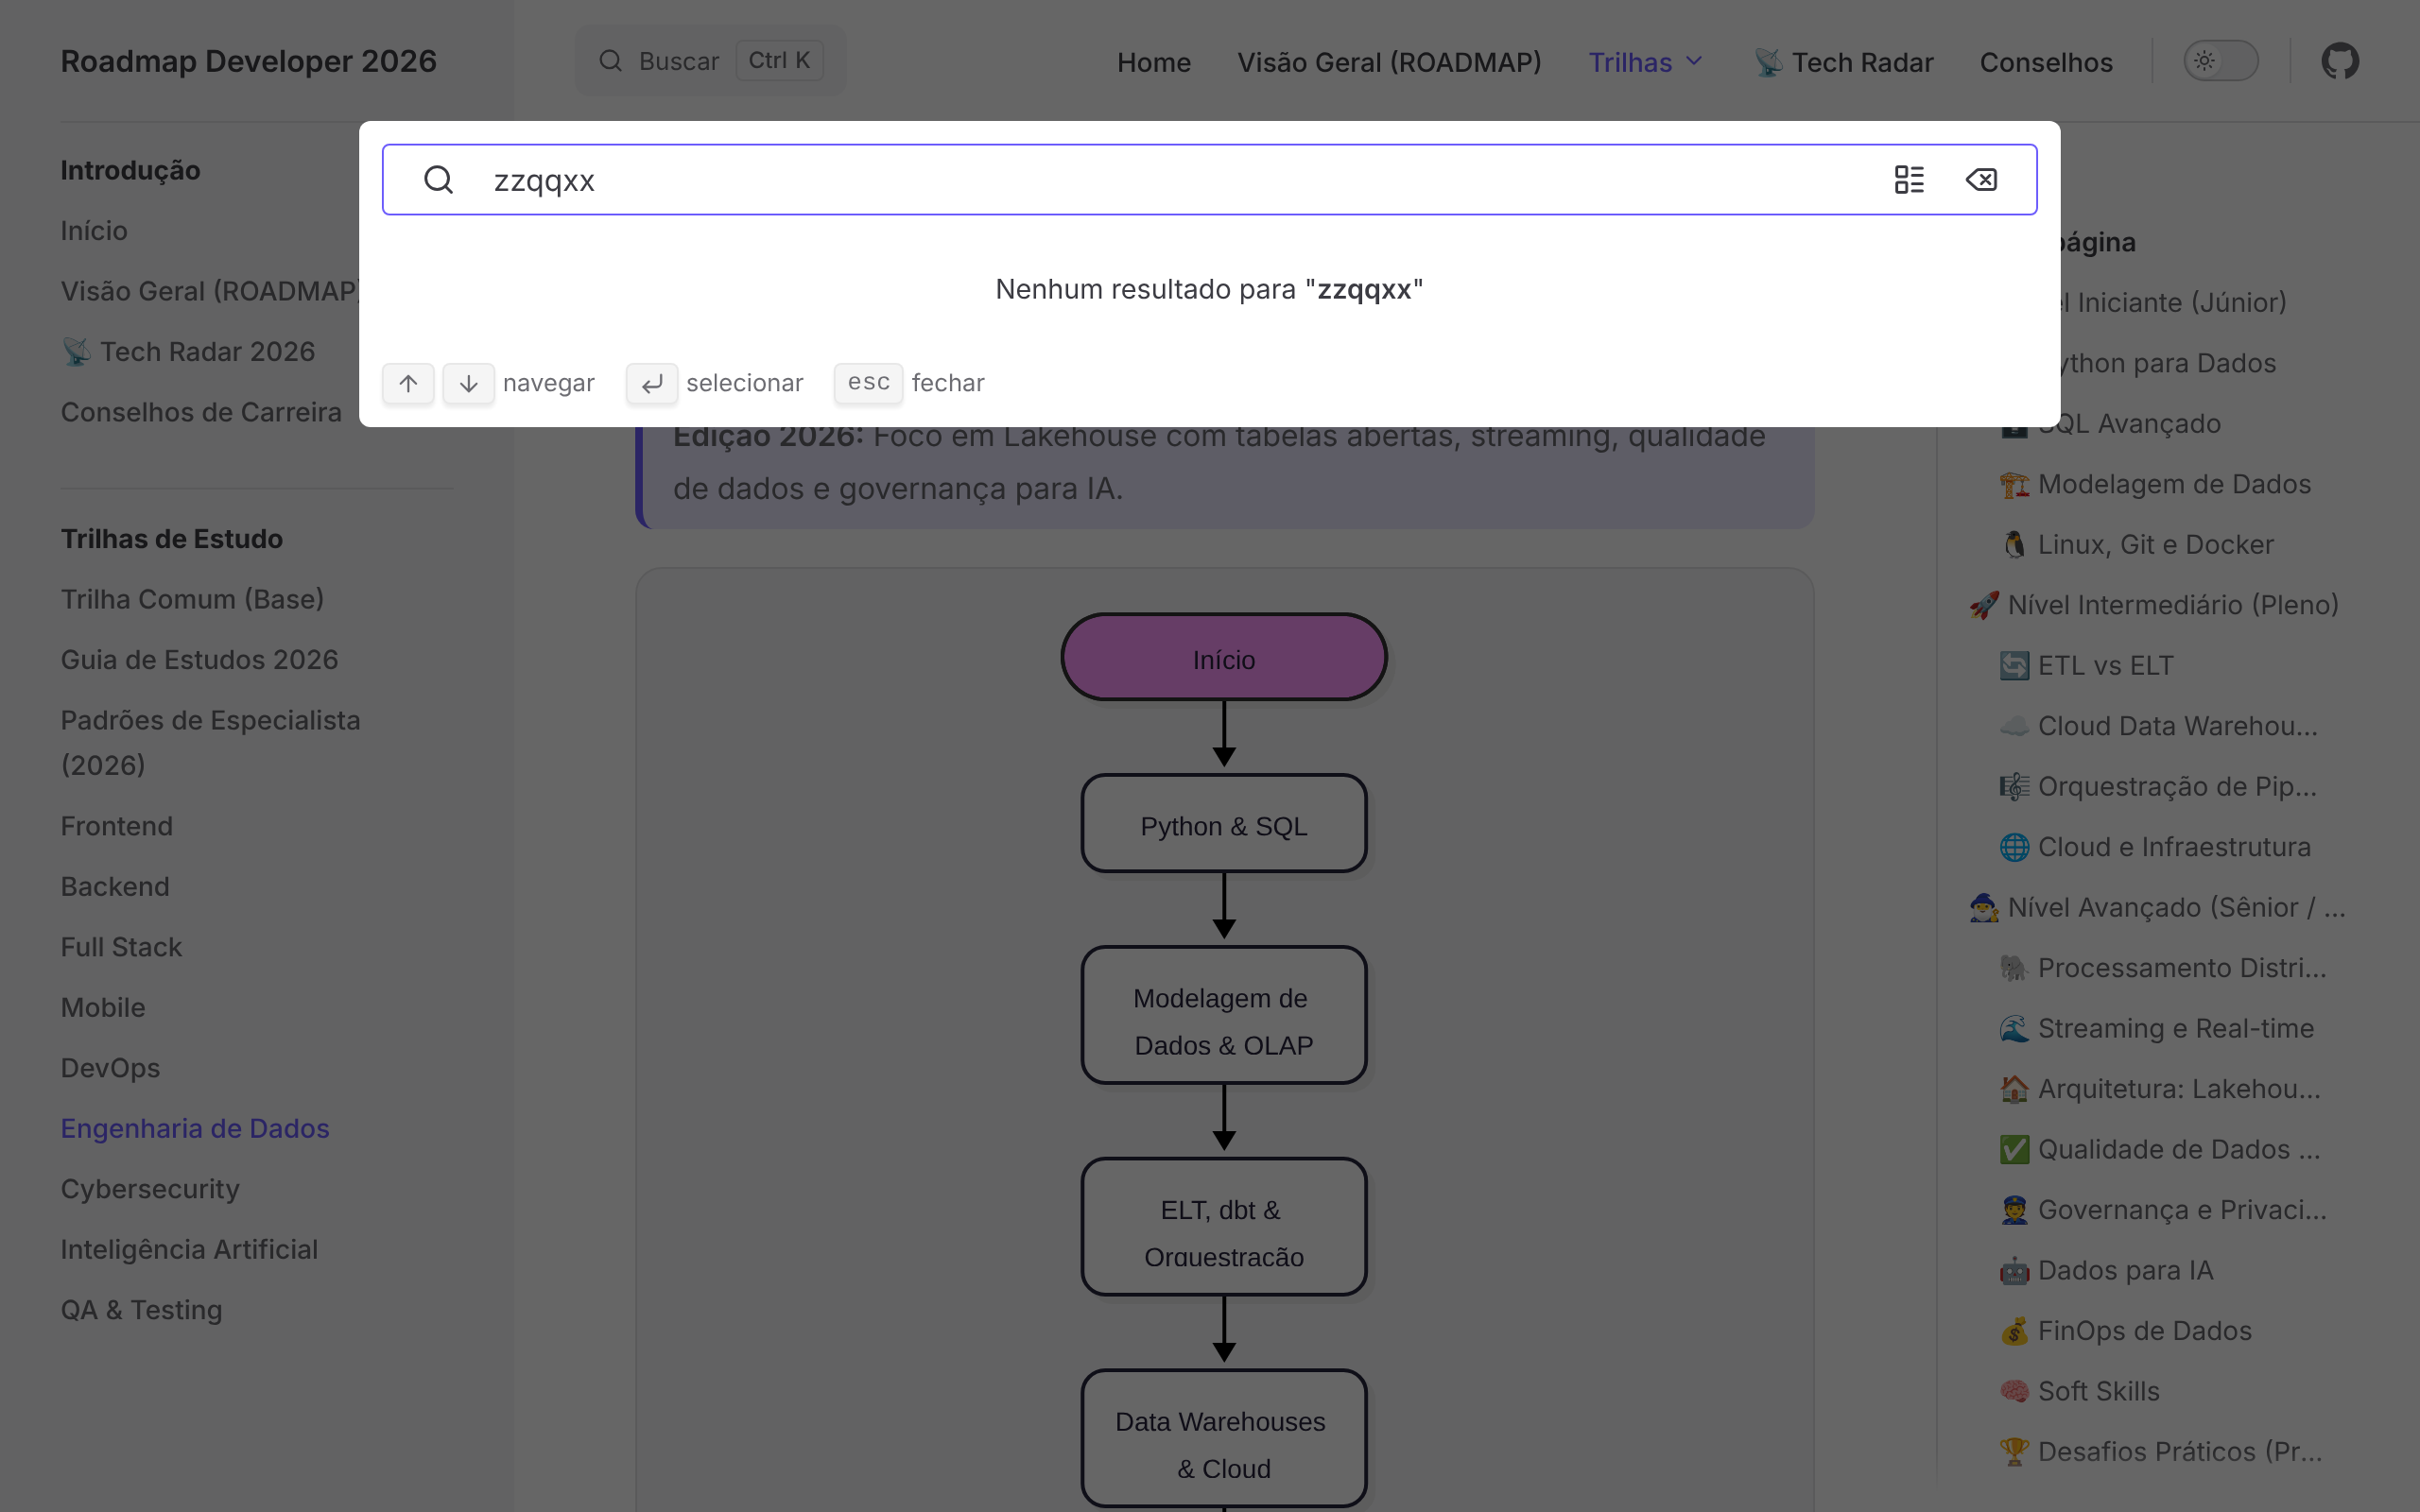 Roadmap Developer 2026
Buscar Ctrl K
Home Visão Geral (ROADMAP) Trilhas Tech Radar Conselhos
zzqqxx
Nenhum resultado para "zzqqxx"
navegar selecionar esc fechar
Introdução
Início
Visão Geral (ROADMAP)
Tech Radar 2026
Conselhos de Carreira
Trilhas de Estudo
Trilha Comum (Base)
Guia de Estudos 2026
Padrões de Especialista
(2026)
Frontend
Backend
Full Stack
Mobile
DevOps
Engenharia de Dados
Cybersecurity
Inteligência Artificial
QA & Testing
Edição 2026: Foco em Lakehouse com tabelas abertas, streaming, qualidade
de dados e governança para IA.
Início
Python & SQL
Modelagem de
Dados & OLAP
ELT, dbt &
Orquestração
Data Warehouses
& Cloud
página
Iniciante (Júnior)
para Dados
SQL Avançado
Modelagem de Dados
Linux, Git e Docker
Nível Intermediário (Pleno)
ETL vs ELT
Cloud Data Warehou...
Orquestração de Pip...
Cloud e Infraestrutura
Nível Avançado (Sênior / ...
Processamento Distri...
Streaming e Real-time
Arquitetura: Lakehou...
Qualidade de Dados ...
Governança e Privaci...
Dados para IA
FinOps de Dados
Soft Skills
Desafios Práticos (Pr...